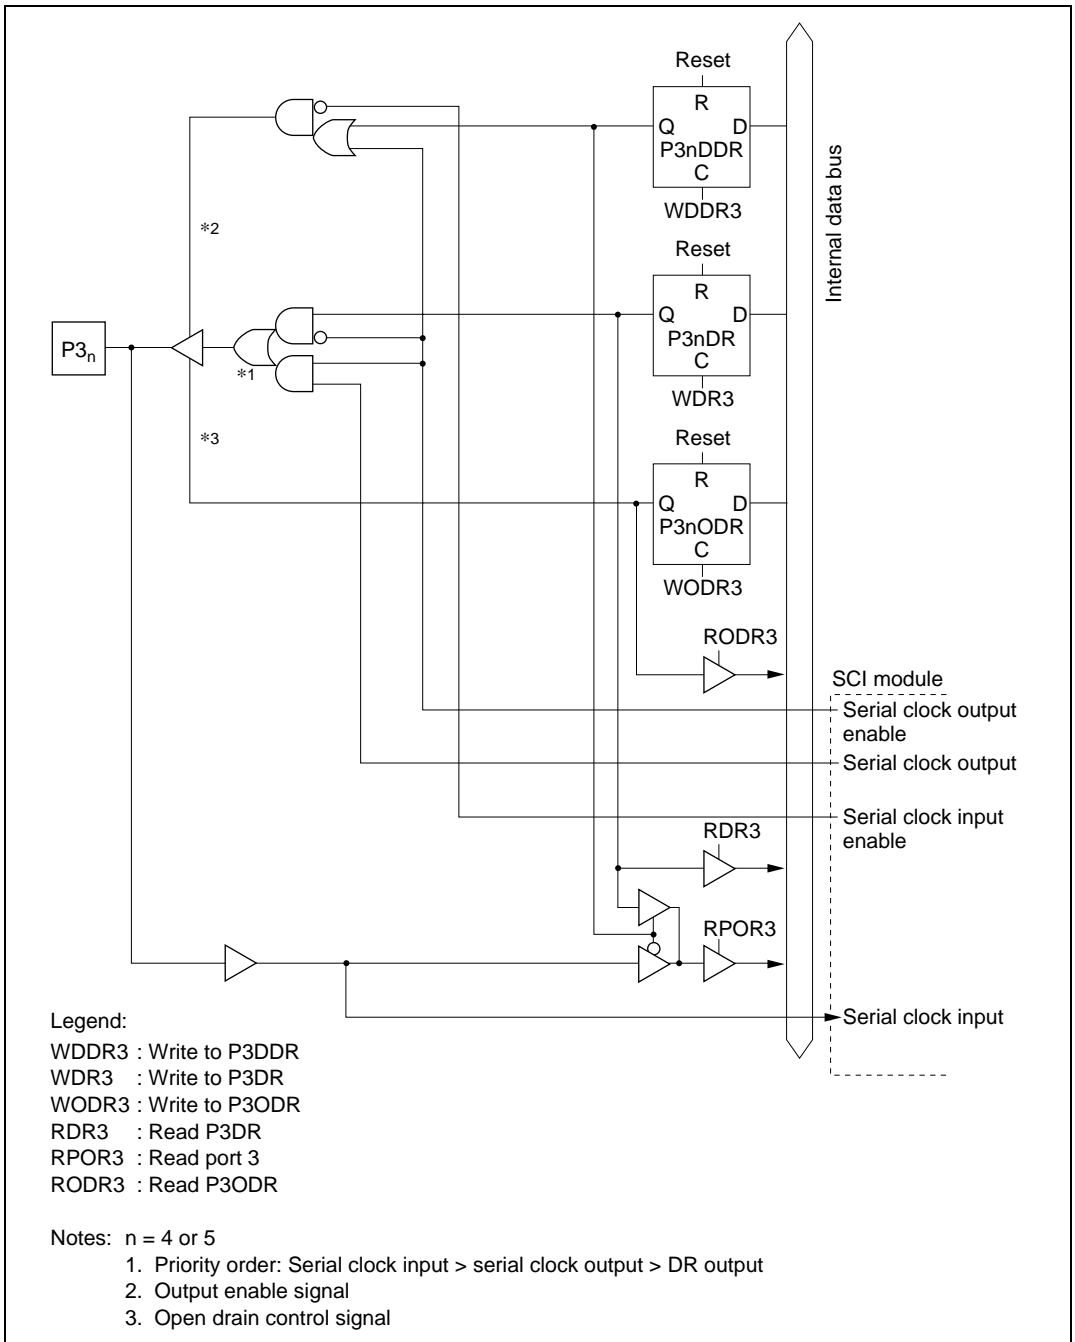 Reset
R
Q D
P3nDDR
C
WDDR3
Internal data bus
*2
Reset
R
Q D
P3nDR
C
WDR3
P3n
*1
*3
Reset
R
Q D
P3nODR
C
WODR3
RODR3
SCI module
Serial clock output
enable
Serial clock output
Serial clock input
enable
RDR3
RPOR3
Serial clock input
Legend:
WDDR3 : Write to P3DDR
WDR3 : Write to P3DR
WODR3 : Write to P3ODR
RDR3 : Read P3DR
RPOR3 : Read port 3
RODR3 : Read P3ODR
Notes: n = 4 or 5
1. Priority order: Serial clock input > serial clock output > DR output
2. Output enable signal
3. Open drain control signal